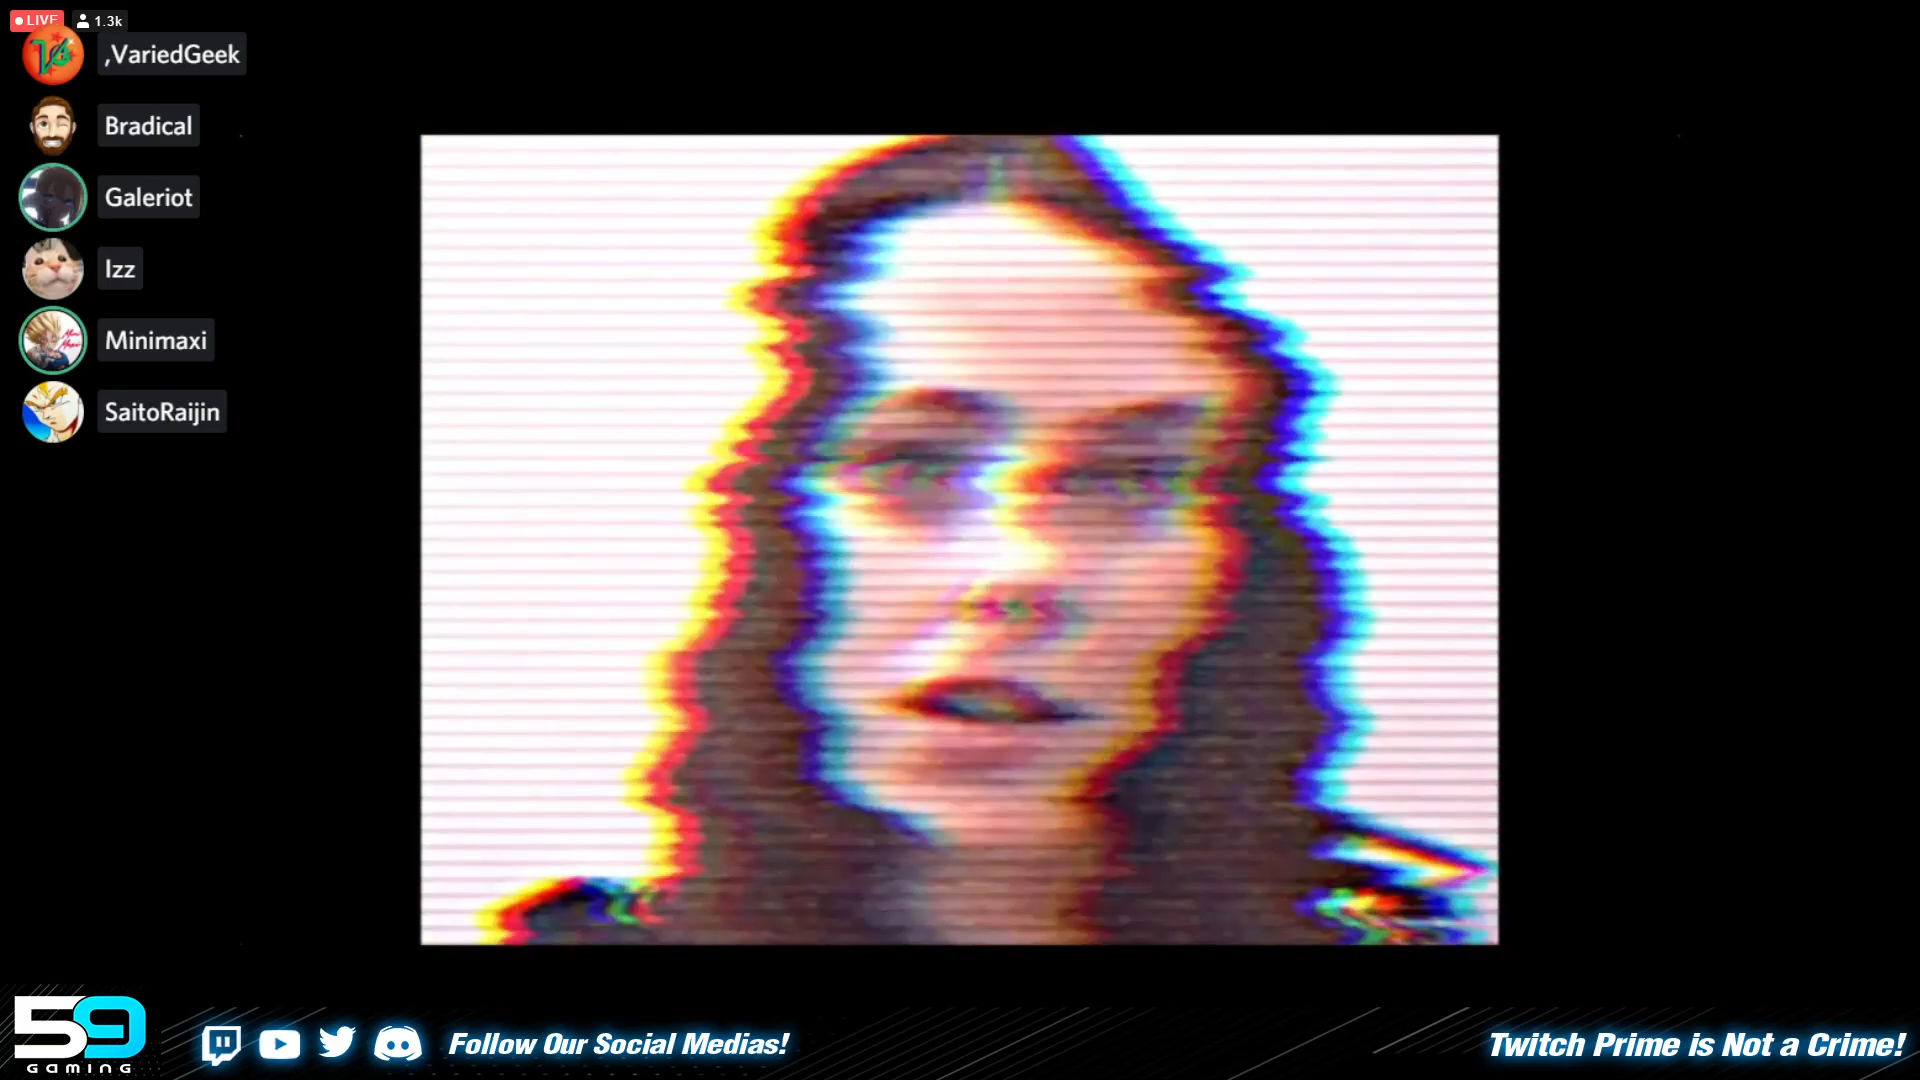 LIVE 1.3k
,VariedGeek
Bradical
Galeriot
Izz
Minimaxi
SaitoRaijin
59
GAMING
Follow Our Social Medias!
Twitch Prime is Not a Crime!